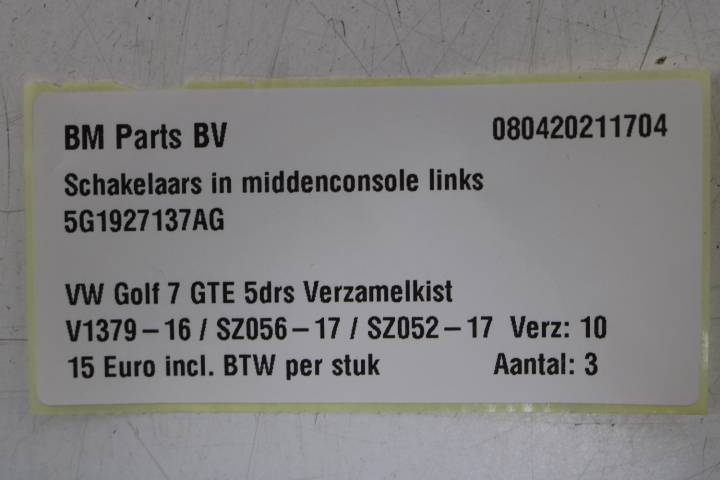 BM Parts BV 080420211704
Schakelaars in middenconsole links
5G1927137AG
VW Golf 7 GTE 5drs Verzamelkist
V1379-16 / SZ056-17 / SZ052-17 Verz: 10
15 Euro incl. BTW per stuk Aantal: 3